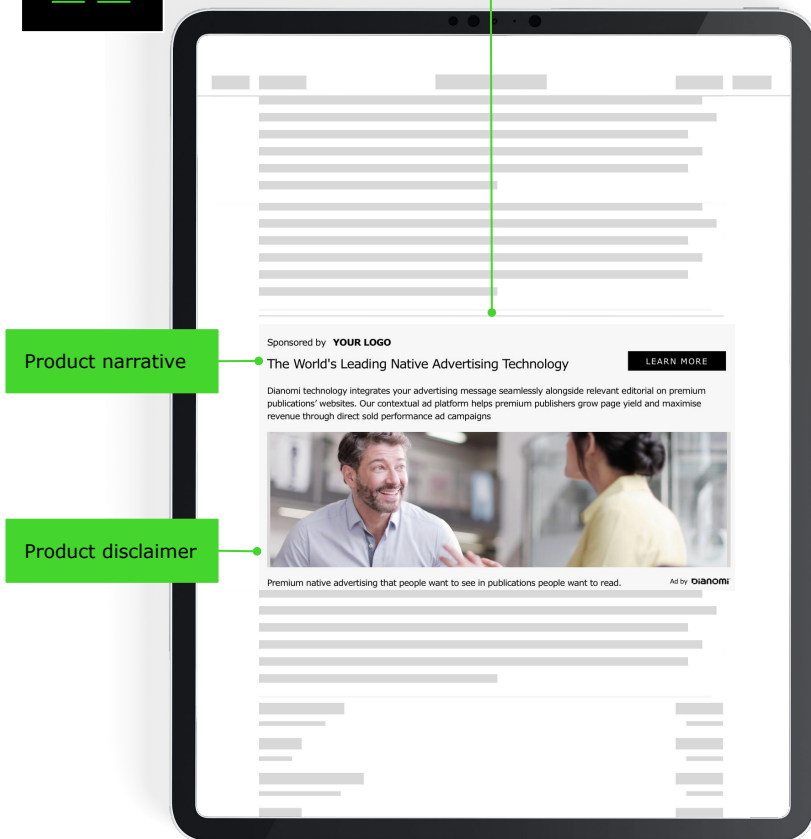 Sponsored by YOUR LOGO
Product narrative
The World's Leading Native Advertising Technology
LEARN MORE
Dianomi technology integrates your advertising message seamlessly alongside relevant editorial on premium
publications' websites. Our contextual ad platform helps premium publishers grow page yield and maximise
revenue through direct sold performance ad campaigns
Product disclaimer
Premium native advertising that people want to see in publications people want to read.
Ad by dianomi